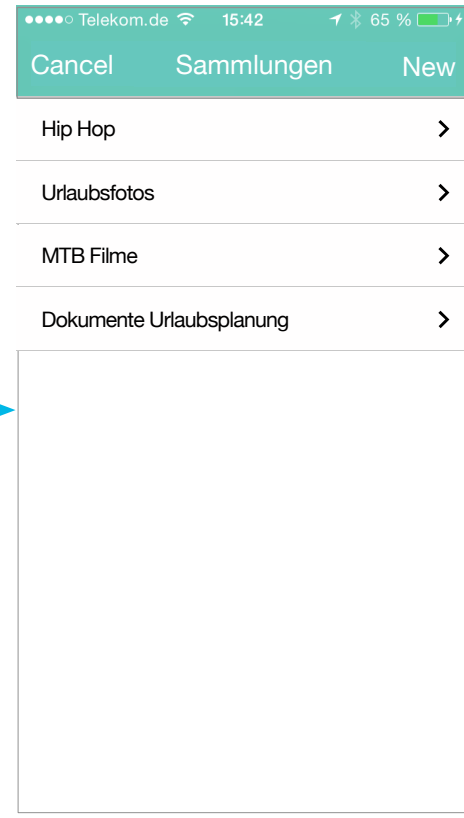 Telekom.de 15:42 65 %
Cancel Sammlungen New
Hip Hop
Urlaubsfotos
MTB Filme
Dokumente Urlaubsplanung